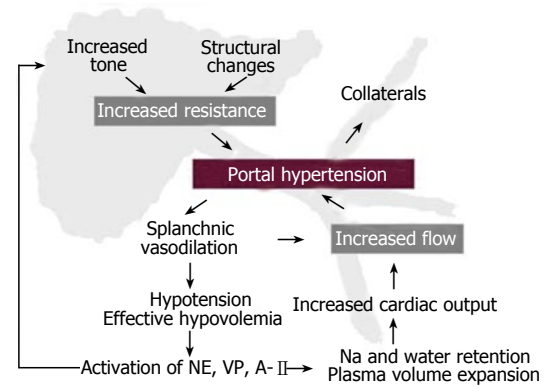 Increased
tone
Structural
changes
Collaterals
Increased resistance
Portal hypertension
Splanchnic
vasodilation
Increased flow
Hypotension
Effective hypovolemia
Increased cardiac output
Activation of NE, VP, A-Ⅱ
Na and water retention
Plasma volume expansion